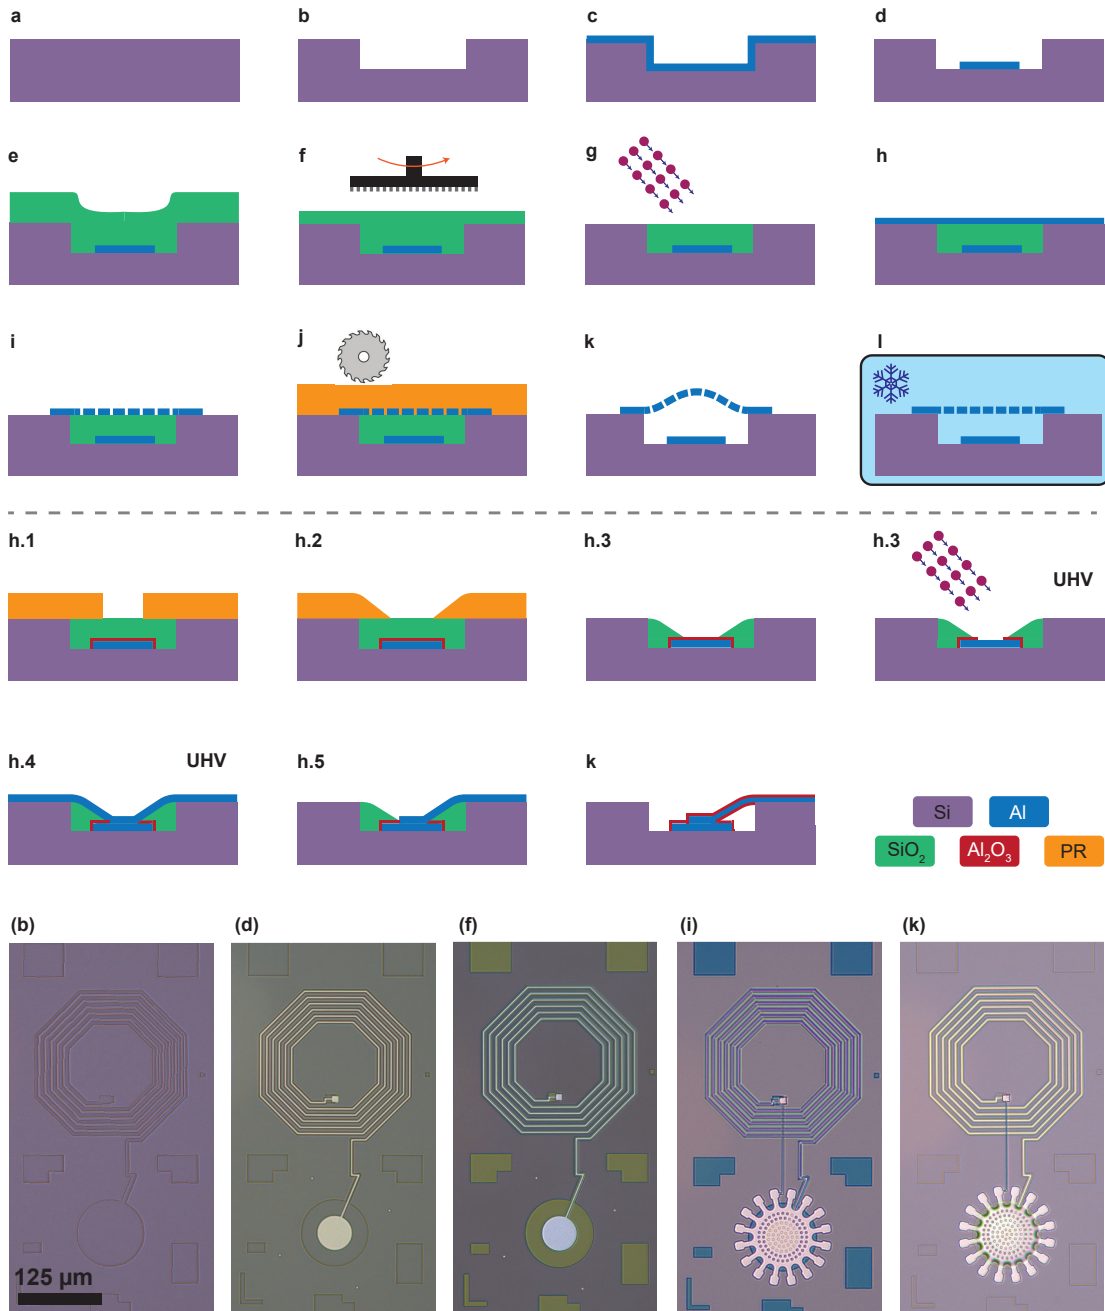 a b c d
e f g h
i j k l
h.1 h.2 h.3 h.3 UHV
h.4 UHV h.5 k
Si Al
SiO₂ Al₂O₃ PR
(b) (d) (f) (i) (k)
125 µm